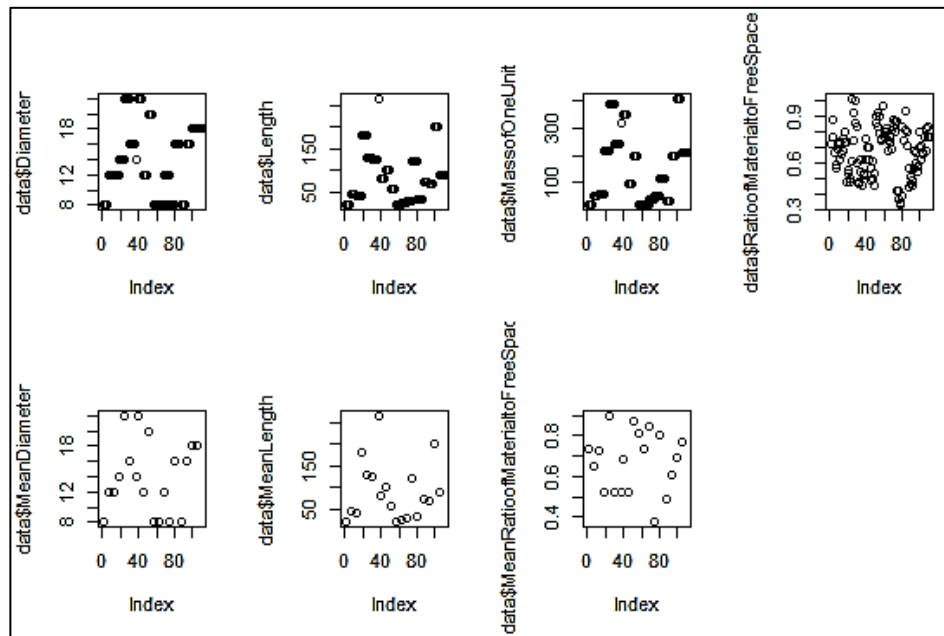 data$Diameter
18
12
8
0 40 80
Index
data$Length
150
50
0 40 80
Index
data$MassofOneUnit
300
100
0 40 80
Index
data$RatioofMaterialtoFreeSpace
0.9
0.6
0.3
0 40 80
Index
data$MeanDiameter
18
12
8
0 40 80
Index
data$MeanLength
150
50
0 40 80
Index
data$MeanRatioofMaterialtoFreeSpac
0.8
0.6
0.4
0 40 80
Index